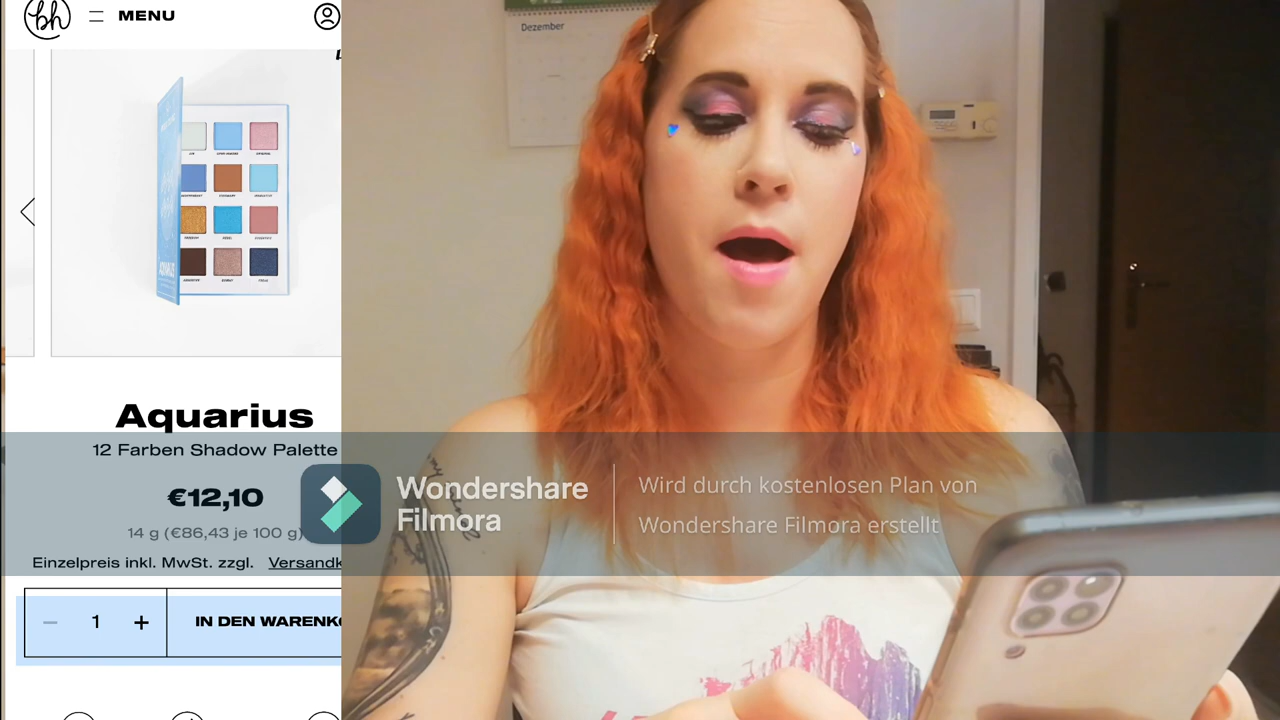 bh
MENU
Dezember
AQUARIUS
Aquarius
12 Farben Shadow Palette
€12,10
14 g (€86,43 je 100 g)
Einzelpreis inkl. MwSt. zzgl. Versandk
1
IN DEN WARENK
Wondershare
Filmora
Wird durch kostenlosen Plan von
Wondershare Filmora erstellt